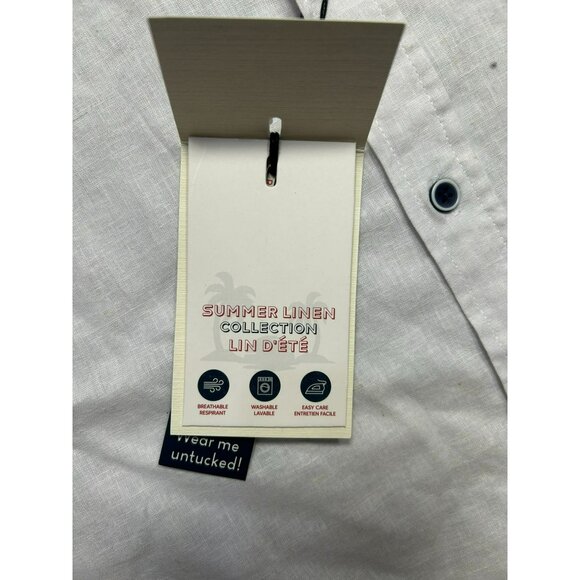 SUMMER LINEN
COLLECTION
LIN D'ÉTÉ
BREATHABLE
RESPIRANT
WASHABLE
LAVABLE
EASY CARE
ENTRETIEN FACILE
Wear me
untucked!